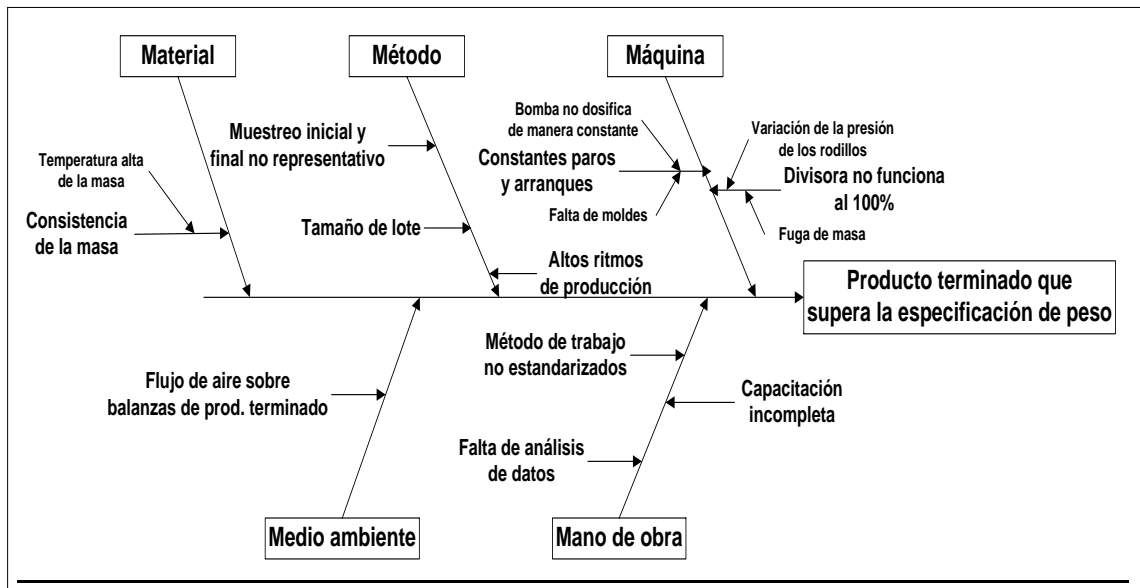 Material
Método
Máquina
Temperatura alta
de la masa
Consistencia
de la masa
Muestreo inicial y
final no representativo
Tamaño de lote
Altos ritmos
de producción
Bomba no dosifica
de manera constante
Constantes paros
y arranques
Falta de moldes
Variación de la presión
de los rodillos
Divisora no funciona
al 100%
Fuga de masa
Producto terminado que
supera la especificación de peso
Flujo de aire sobre
balanzas de prod. terminado
Método de trabajo
no estandarizados
Capacitación
incompleta
Falta de análisis
de datos
Medio ambiente
Mano de obra